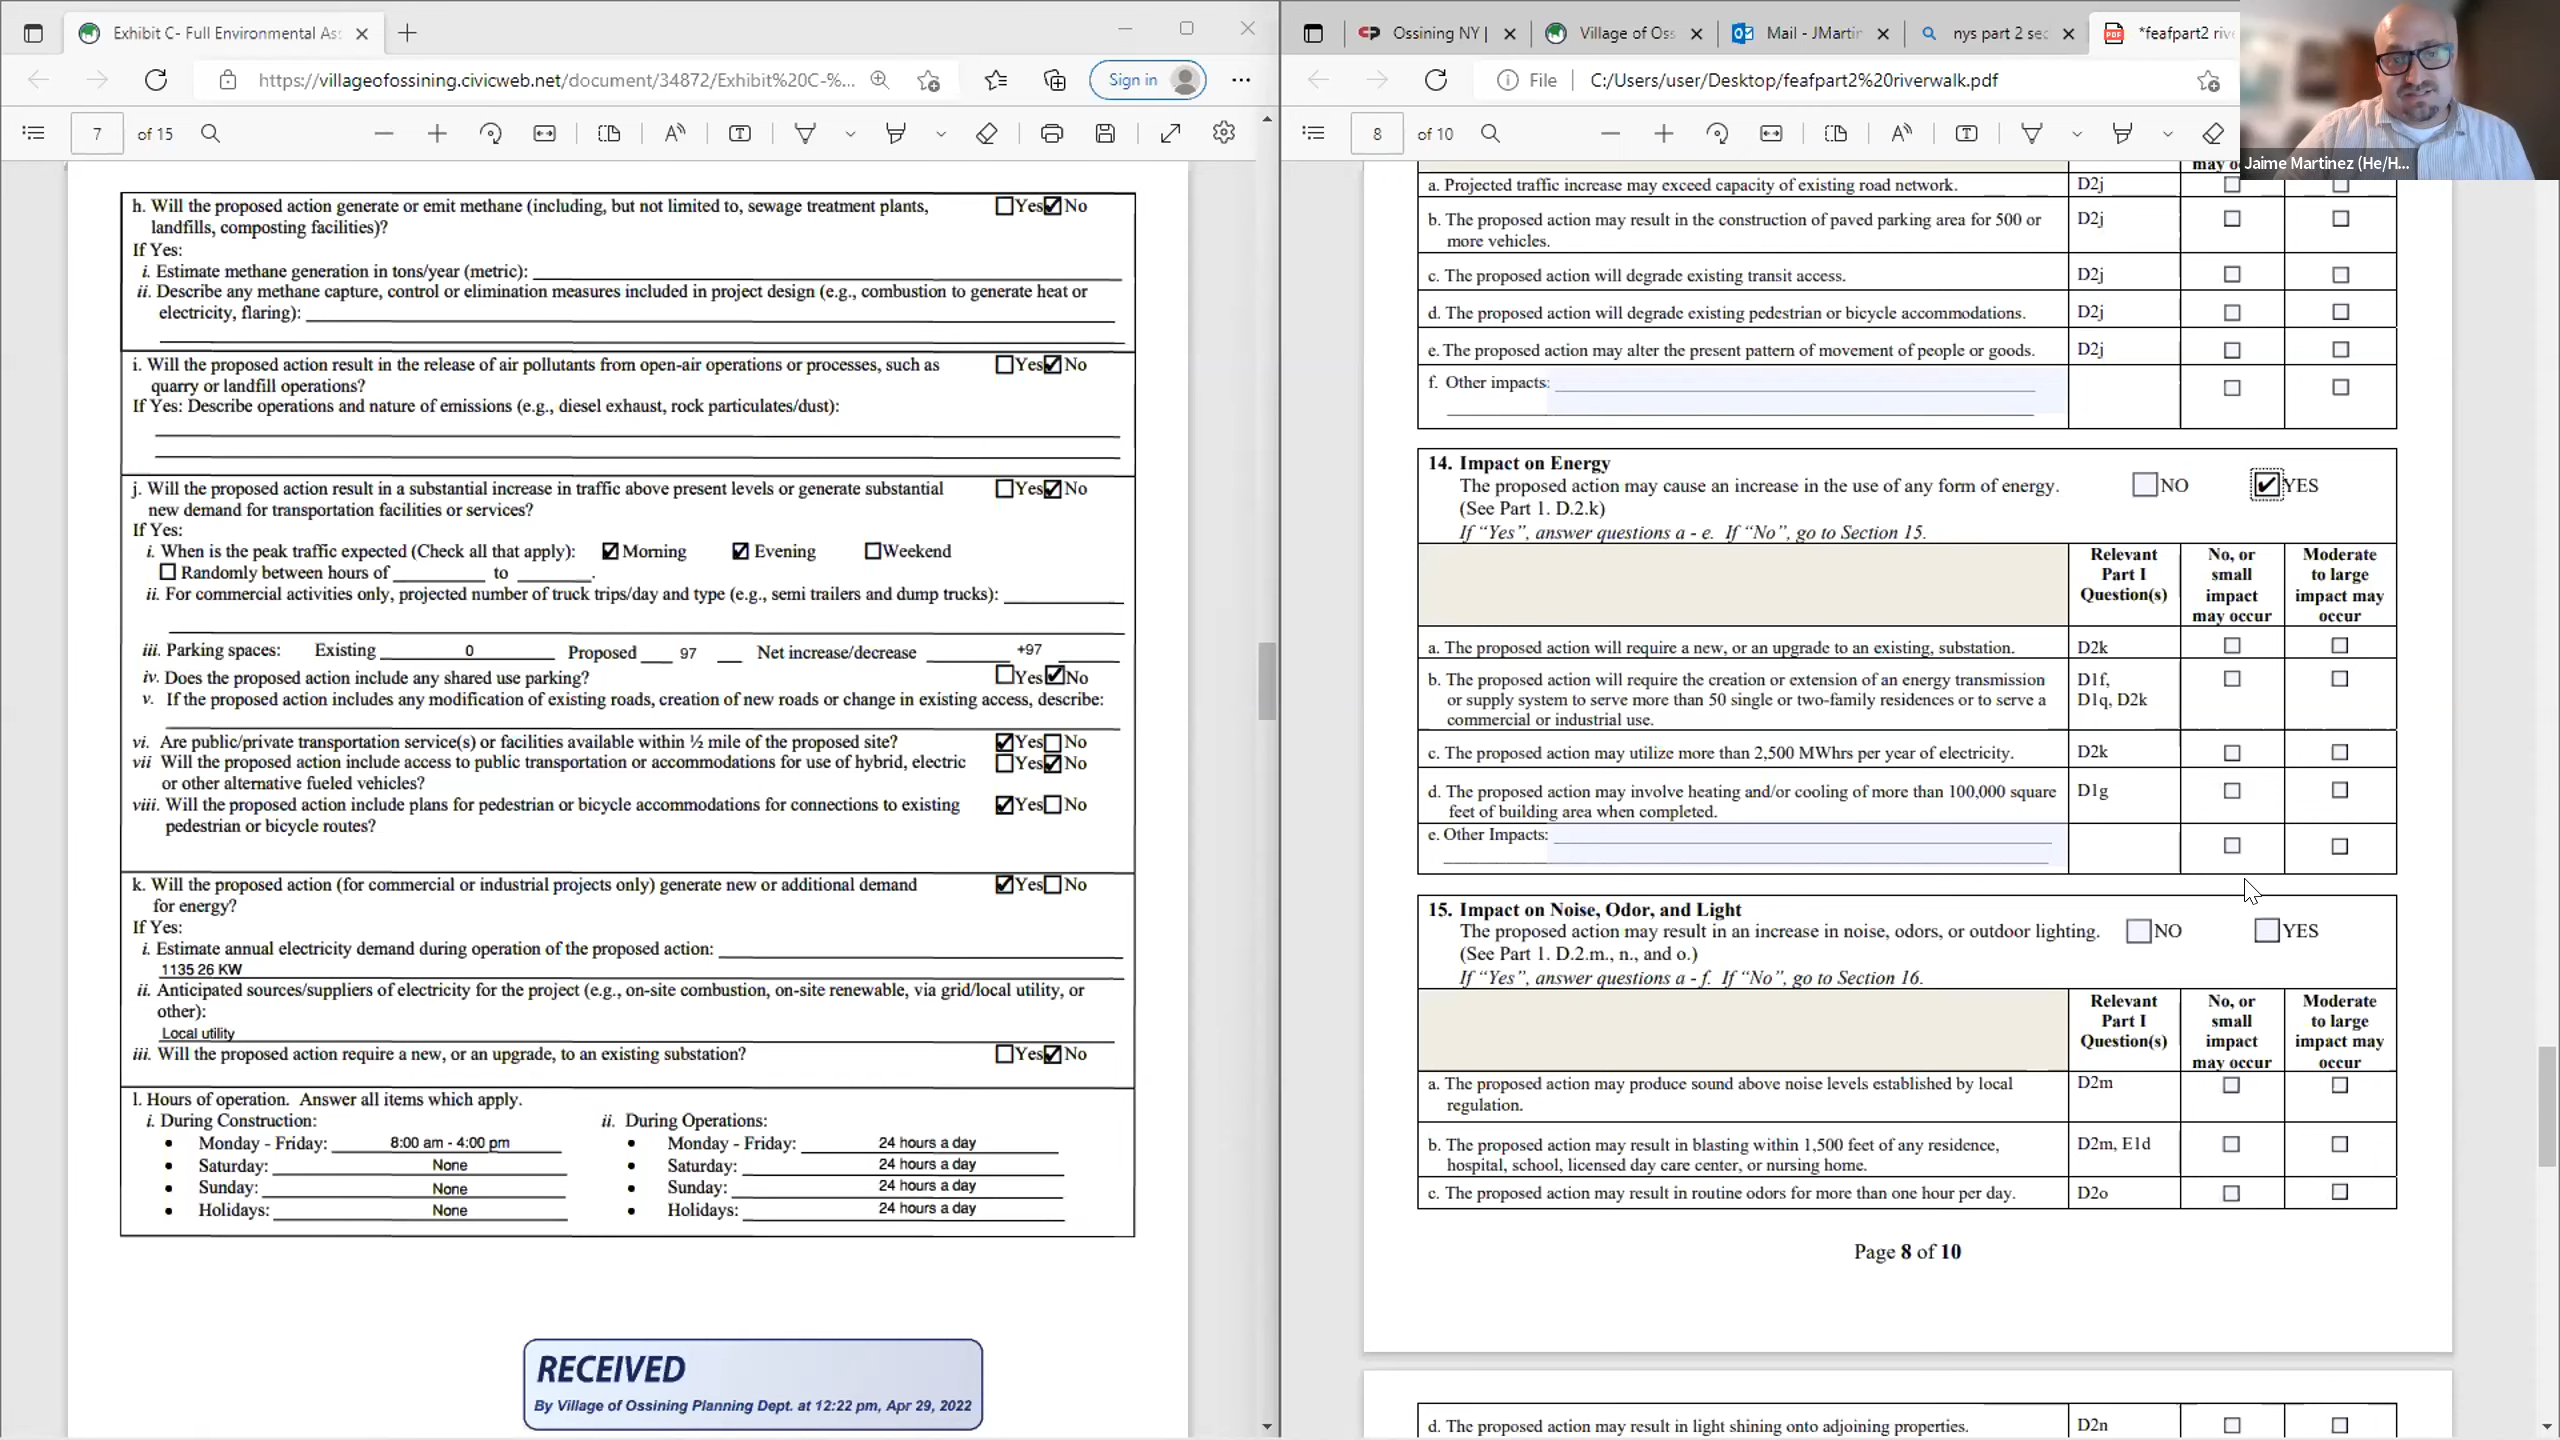 Exhibit C- Full Environmental As:
https://villageofossining.civicweb.net/document/34872/Exhibit%20C-%...
Sign in
7 of 15
h. Will the proposed action generate or emit methane (including, but not limited to, sewage treatment plants, Yes No
landfills, composting facilities)?
If Yes:
i. Estimate methane generation in tons/year (metric):
ii. Describe any methane capture, control or elimination measures included in project design (e.g., combustion to generate heat or
electricity, flaring):
i. Will the proposed action result in the release of air pollutants from open-air operations or processes, such as Yes No
quarry or landfill operations?
If Yes: Describe operations and nature of emissions (e.g., diesel exhaust, rock particulates/dust):
j. Will the proposed action result in a substantial increase in traffic above present levels or generate substantial Yes No
new demand for transportation facilities or services?
If Yes:
i. When is the peak traffic expected (Check all that apply): Morning Evening Weekend
Randomly between hours of to .
ii. For commercial activities only, projected number of truck trips/day and type (e.g., semi trailers and dump trucks):
iii. Parking spaces: Existing 0 Proposed 97 Net increase/decrease +97
iv. Does the proposed action include any shared use parking? Yes No
v. If the proposed action includes any modification of existing roads, creation of new roads or change in existing access, describe:
vi. Are public/private transportation service(s) or facilities available within ½ mile of the proposed site? Yes No
vii Will the proposed action include access to public transportation or accommodations for use of hybrid, electric Yes No
or other alternative fueled vehicles?
viii. Will the proposed action include plans for pedestrian or bicycle accommodations for connections to existing Yes No
pedestrian or bicycle routes?
k. Will the proposed action (for commercial or industrial projects only) generate new or additional demand Yes No
for energy?
If Yes:
i. Estimate annual electricity demand during operation of the proposed action:
1135 26 KW
ii. Anticipated sources/suppliers of electricity for the project (e.g., on-site combustion, on-site renewable, via grid/local utility, or
other):
Local utility
iii. Will the proposed action require a new, or an upgrade, to an existing substation? Yes No
l. Hours of operation. Answer all items which apply.
i. During Construction: ii. During Operations:
• Monday - Friday: 8:00 am - 4:00 pm • Monday - Friday: 24 hours a day
• Saturday: None • Saturday: 24 hours a day
• Sunday: None • Sunday: 24 hours a day
• Holidays: None • Holidays: 24 hours a day
RECEIVED
By Village of Ossining Planning Dept. at 12:22 pm, Apr 29, 2022
Ossining NY | Village of Oss Mail - JMartin nys part 2 sec *feafpart2 rive
File C:/Users/user/Desktop/feafpart2%20riverwalk.pdf
8 of 10
Jaime Martinez (He/H...
may o
a. Projected traffic increase may exceed capacity of existing road network. D2j
b. The proposed action may result in the construction of paved parking area for 500 or D2j
more vehicles.
c. The proposed action will degrade existing transit access. D2j
d. The proposed action will degrade existing pedestrian or bicycle accommodations. D2j
e. The proposed action may alter the present pattern of movement of people or goods. D2j
f. Other impacts:
14. Impact on Energy
The proposed action may cause an increase in the use of any form of energy. NO YES
(See Part 1. D.2.k)
If “Yes”, answer questions a - e. If “No”, go to Section 15.
Relevant No, or Moderate
Part I small to large
Question(s) impact impact may
may occur occur
a. The proposed action will require a new, or an upgrade to an existing, substation. D2k
b. The proposed action will require the creation or extension of an energy transmission D1f,
or supply system to serve more than 50 single or two-family residences or to serve a D1q, D2k
commercial or industrial use.
c. The proposed action may utilize more than 2,500 MWhrs per year of electricity. D2k
d. The proposed action may involve heating and/or cooling of more than 100,000 square D1g
feet of building area when completed.
e. Other Impacts:
15. Impact on Noise, Odor, and Light
The proposed action may result in an increase in noise, odors, or outdoor lighting. NO YES
(See Part 1. D.2.m., n., and o.)
If “Yes”, answer questions a - f. If “No”, go to Section 16.
Relevant No, or Moderate
Part I small to large
Question(s) impact impact may
may occur occur
a. The proposed action may produce sound above noise levels established by local D2m
regulation.
b. The proposed action may result in blasting within 1,500 feet of any residence, D2m, E1d
hospital, school, licensed day care center, or nursing home.
c. The proposed action may result in routine odors for more than one hour per day. D2o
Page 8 of 10
d. The proposed action may result in light shining onto adjoining properties. D2n